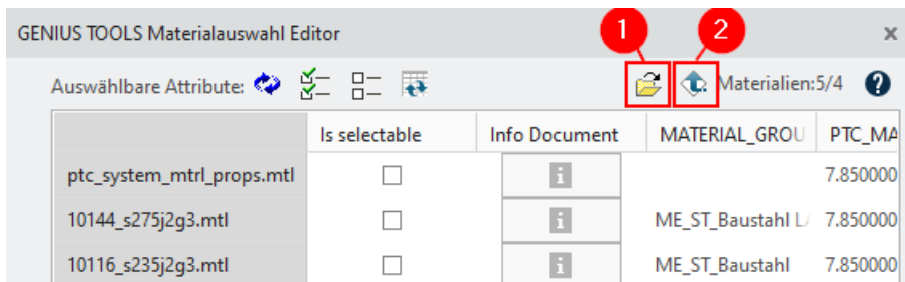 GENIUS TOOLS Materialauswahl Editor
1
2
x
Auswählbare Attribute:
Materialien:5/4
?
Is selectable
Info Document
MATERIAL_GROU
PTC_MA
ptc_system_mtrl_props.mtl
i
7.850000
10144_s275j2g3.mtl
i
ME_ST_Baustahl L
7.850000
10116_s235j2g3.mtl
i
ME_ST_Baustahl
7.850000